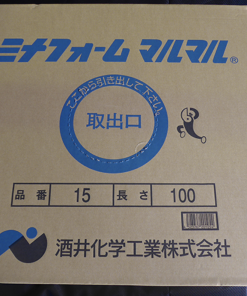 ミナフォーム マルマル®
ここから引き出して下さい。
取出口
品番 15 長さ 100
酒井化学工業株式会社